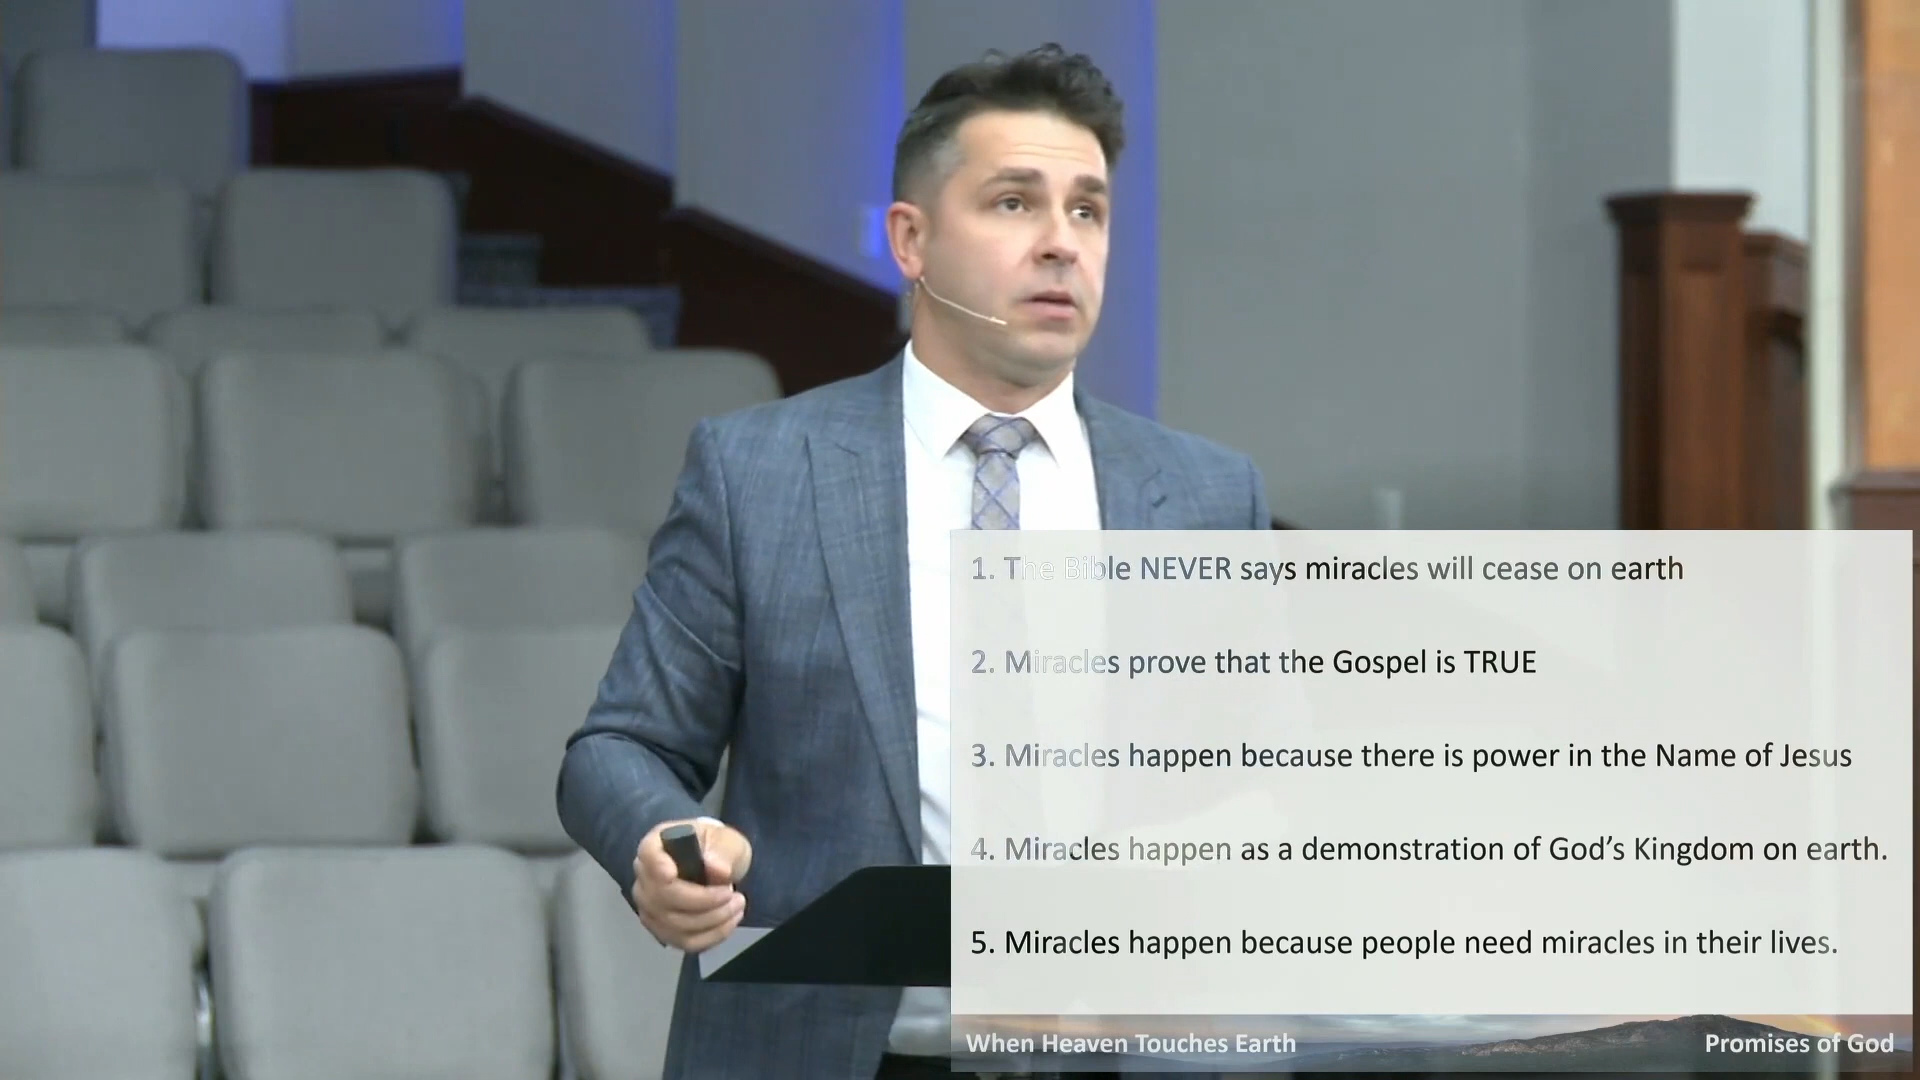 1. The Bible NEVER says miracles will cease on earth
2. Miracles prove that the Gospel is TRUE
3. Miracles happen because there is power in the Name of Jesus
4. Miracles happen as a demonstration of God’s Kingdom on earth.
5. Miracles happen because people need miracles in their lives.
When Heaven Touches Earth
Promises of God